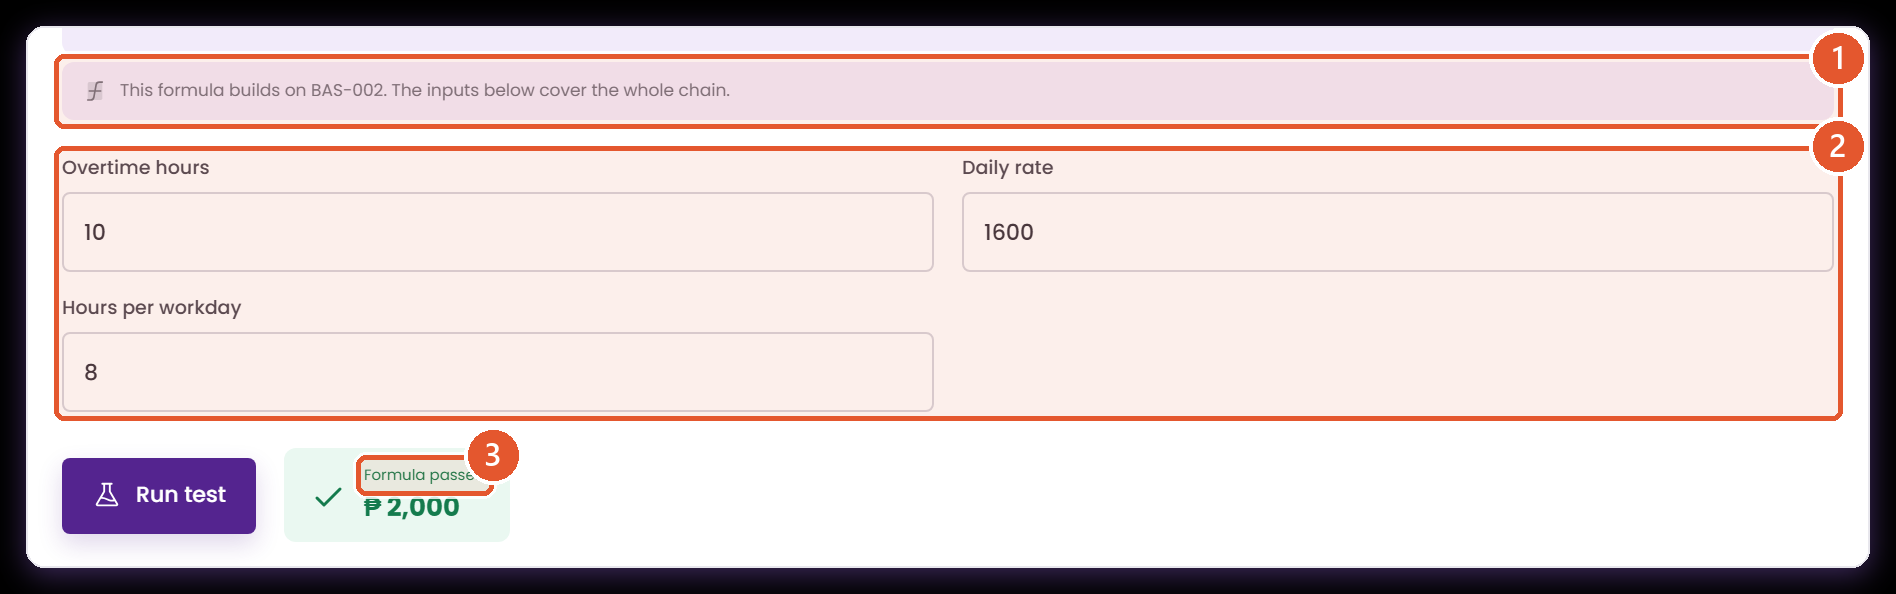 1
This formula builds on BAS-002. The inputs below cover the whole chain.
2
Overtime hours
Daily rate
10
1600
Hours per workday
8
3
Formula passe
Run test
₱ 2,000